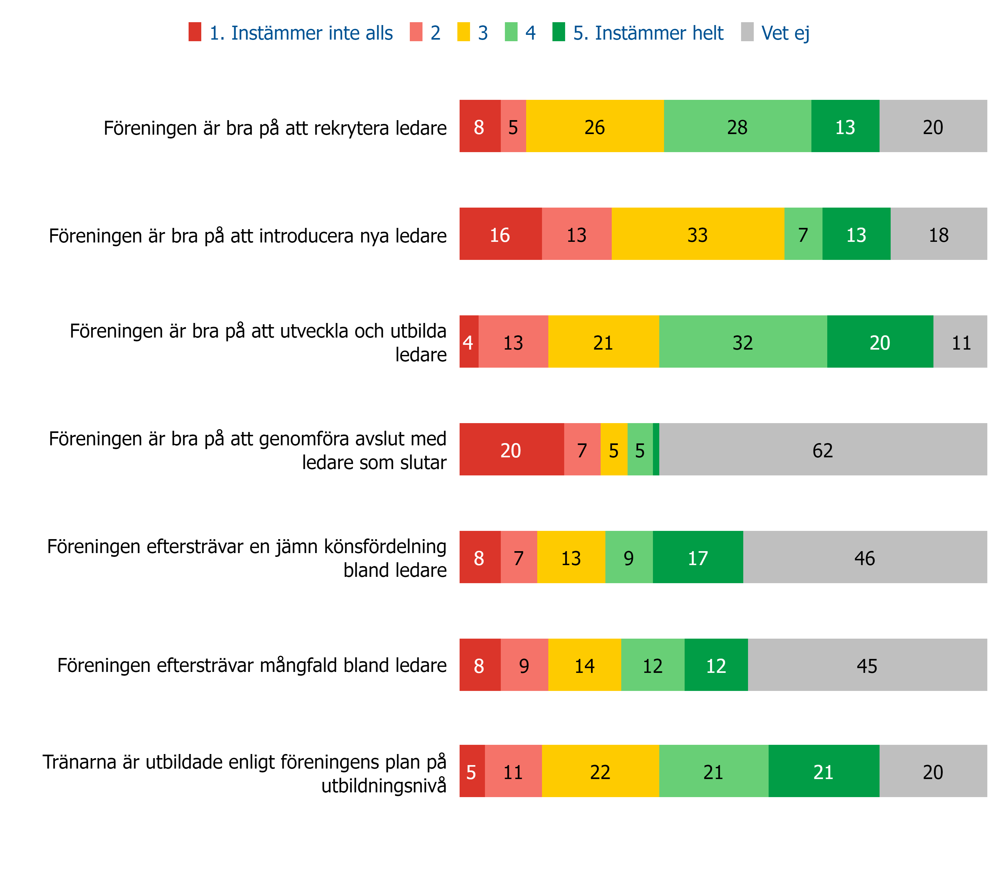 1. Instämmer inte alls 2 3 4 5. Instämmer helt Vet ej
Föreningen är bra på att rekrytera ledare 8 5 26 28 13 20
Föreningen är bra på att introducera nya ledare 16 13 33 7 13 18
Föreningen är bra på att utveckla och utbilda
ledare
4 13 21 32 20 11
Föreningen är bra på att genomföra avslut med
ledare som slutar
20 7 5 5 62
Föreningen eftersträvar en jämn könsfördelning
bland ledare
8 7 13 9 17 46
Föreningen eftersträvar mångfald bland ledare 8 9 14 12 12 45
Tränarna är utbildade enligt föreningens plan på
utbildningsnivå
5 11 22 21 21 20